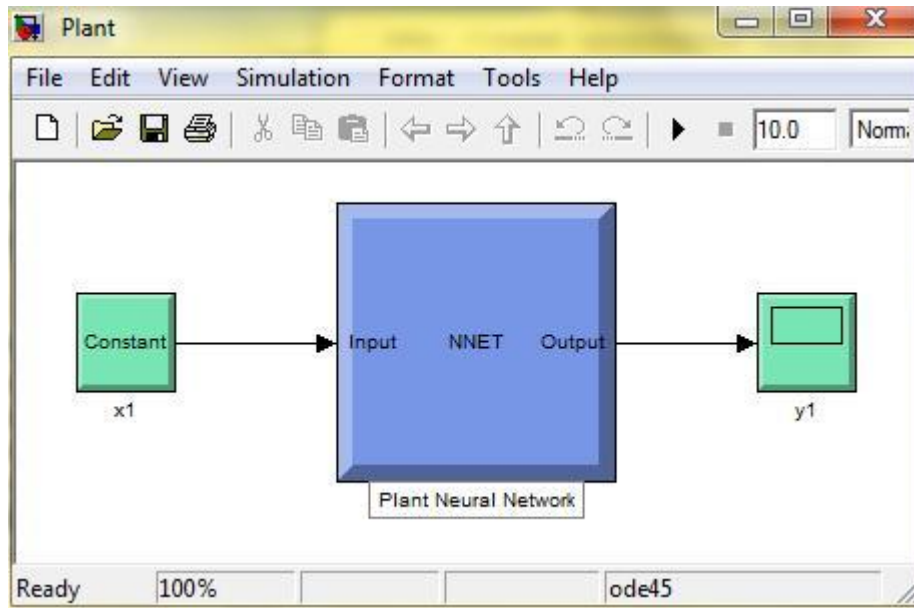 Plant
File Edit View Simulation Format Tools Help
10.0 Norma
Constant Input NNET Output
x1 y1
Plant Neural Network
Ready 100% ode45